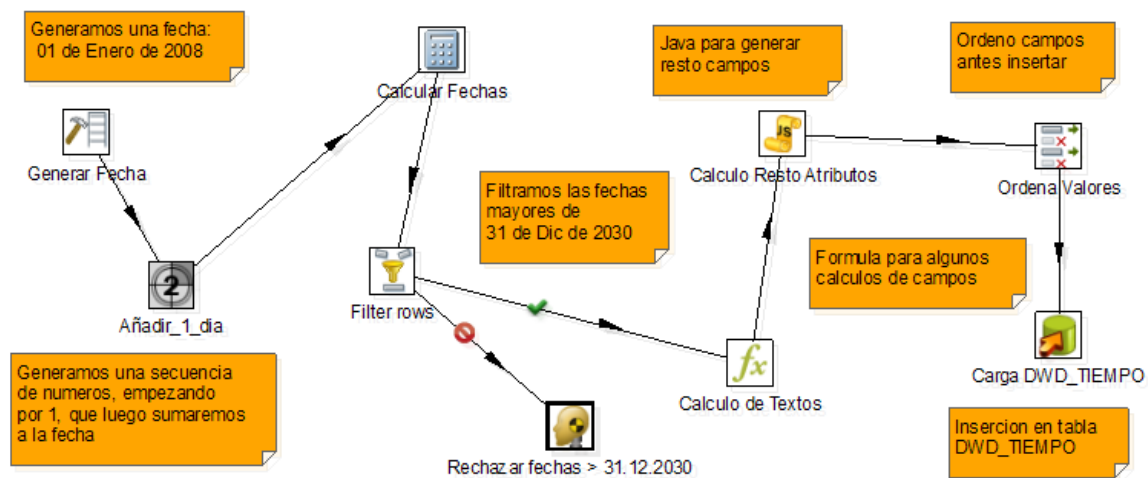 Generamos una fecha:
01 de Enero de 2008
Calcular Fechas
Java para generar
resto campos
Ordeno campos
antes insertar
Generar Fecha
JS
Calculo Resto Atributos
Ordena Valores
Filtramos las fechas
mayores de
31 de Dic de 2030
Formula para algunos
calculos de campos
2
Añadir_1_dia
Filter rows
fx
Calculo de Textos
Carga DWD_TIEMPO
Generamos una secuencia
de numeros, empezando
por 1, que luego sumaremos
a la fecha
Rechazar fechas > 31.12.2030
Insercion en tabla
DWD_TIEMPO